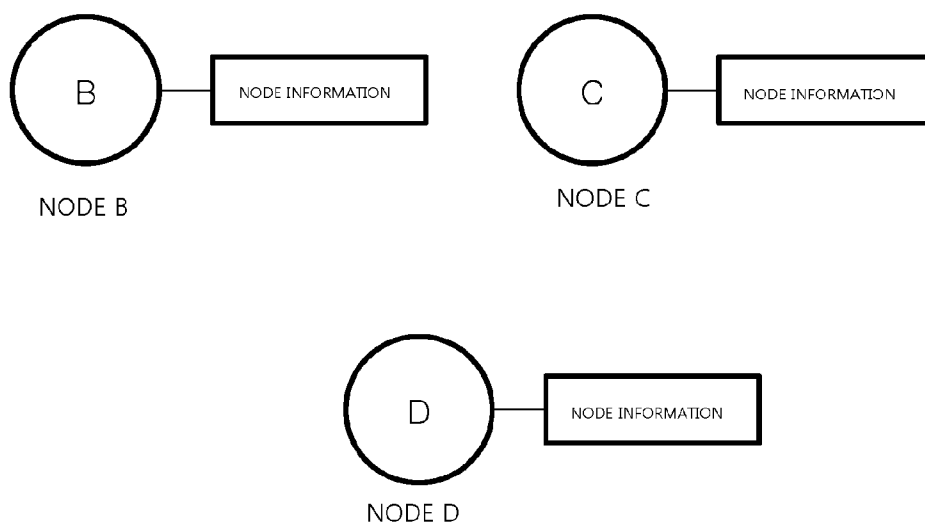 B
NODE INFORMATION
C
NODE INFORMATION
NODE B
NODE C
D
NODE INFORMATION
NODE D